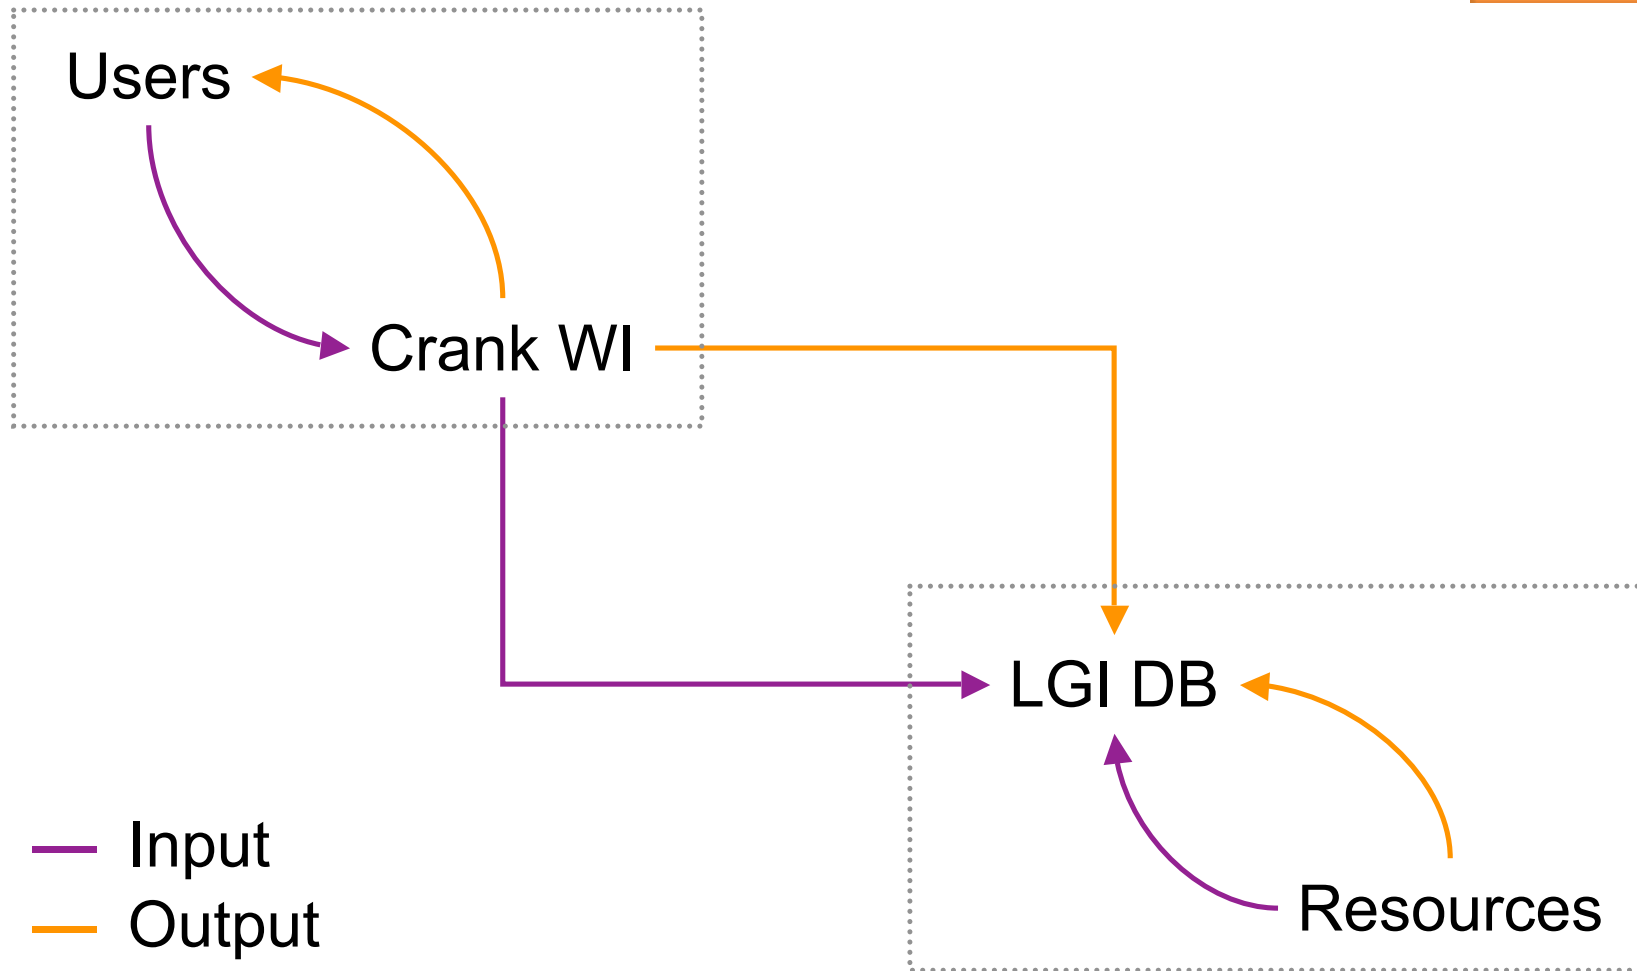 Users
Crank WI
LGI DB
Resources
Input
Output